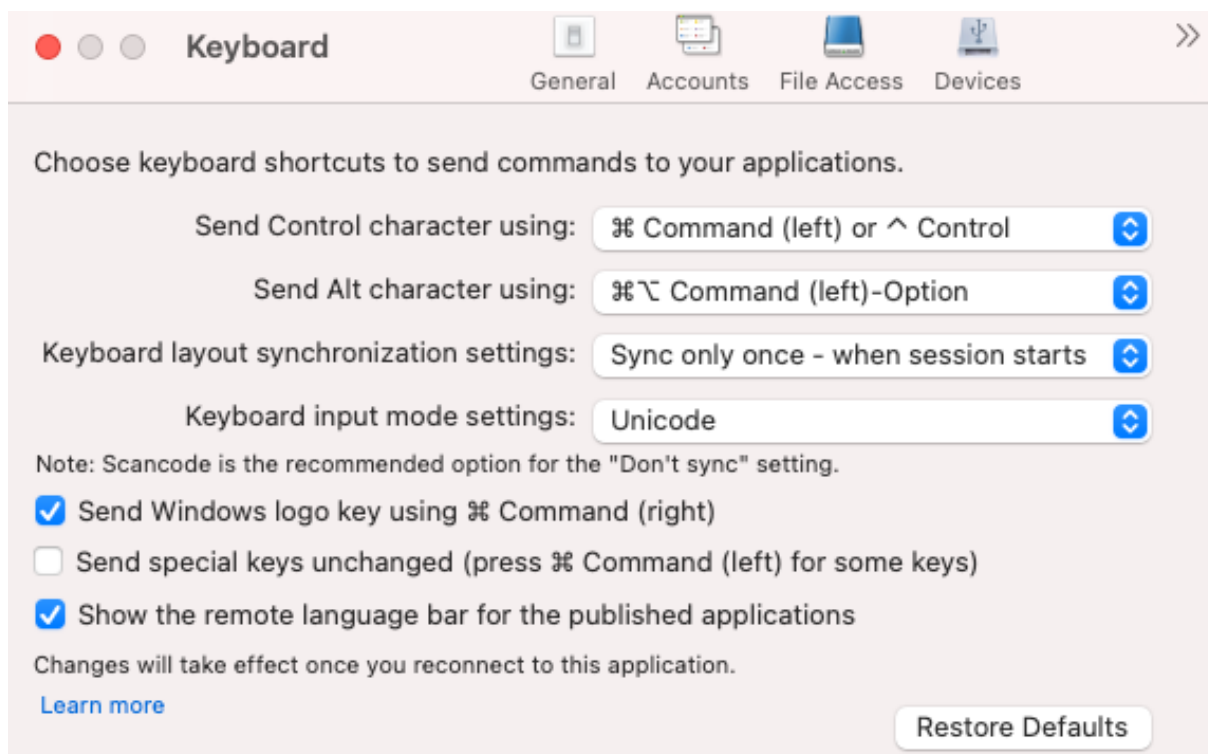 Keyboard
General Accounts File Access Devices
Choose keyboard shortcuts to send commands to your applications.
Send Control character using: ⌘ Command (left) or ^ Control
Send Alt character using: ⌘⌥ Command (left)-Option
Keyboard layout synchronization settings: Sync only once - when session starts
Keyboard input mode settings: Unicode
Note: Scancode is the recommended option for the "Don't sync" setting.
Send Windows logo key using ⌘ Command (right)
Send special keys unchanged (press ⌘ Command (left) for some keys)
Show the remote language bar for the published applications
Changes will take effect once you reconnect to this application.
Learn more
Restore Defaults